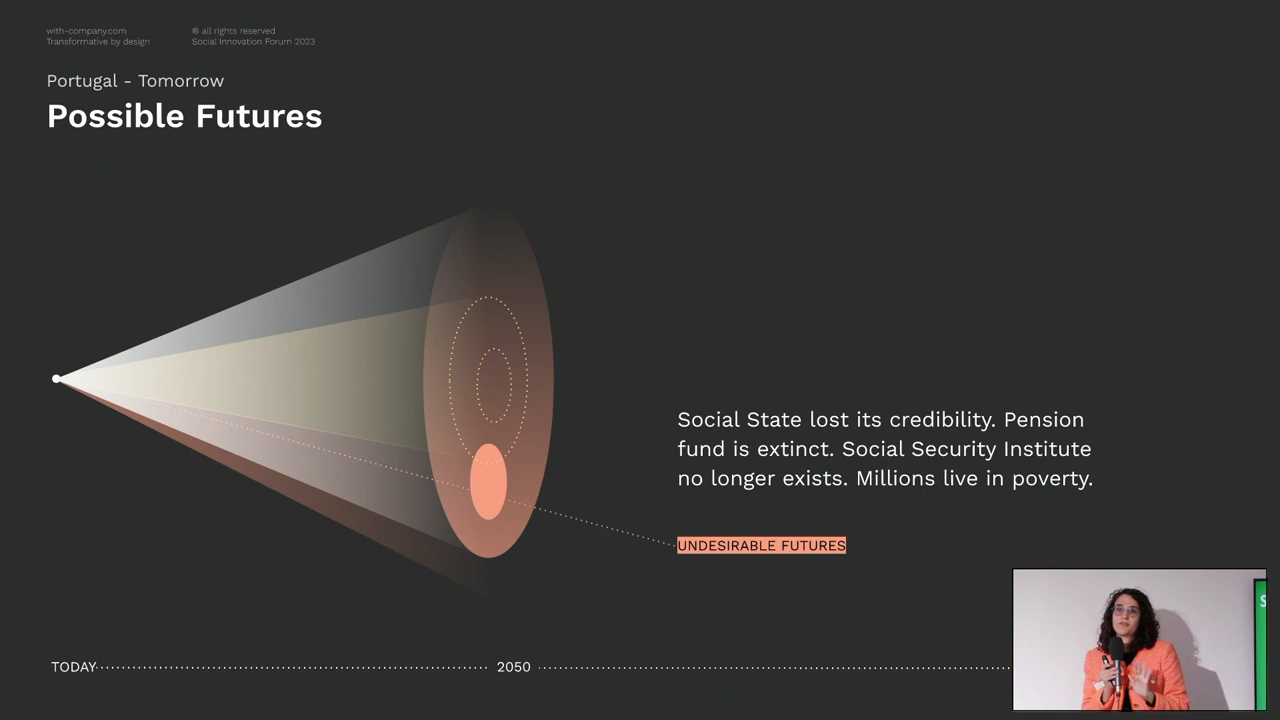 with-company.com
Transformative by design
® all rights reserved
Social Innovation Forum 2023
Portugal - Tomorrow
Possible Futures
Social State lost its credibility. Pension
fund is extinct. Social Security Institute
no longer exists. Millions live in poverty.
UNDESIRABLE FUTURES
TODAY
2050
S